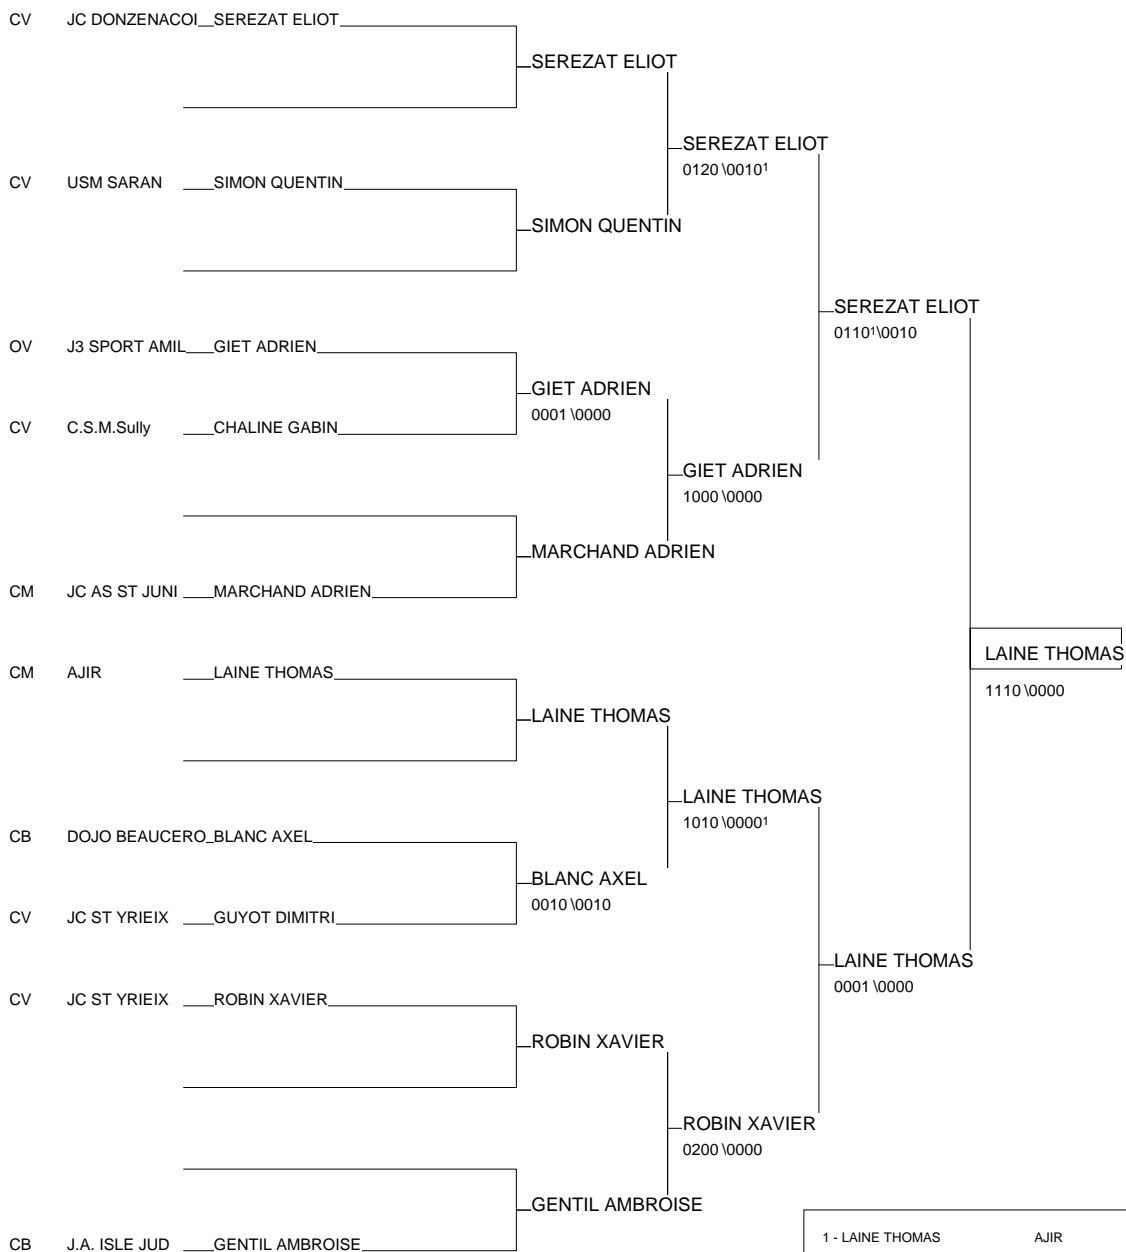 CV JC DONZENACOI SEREZAT ELIOT
SEREZAT ELIOT
SEREZAT ELIOT
0120 \0010¹
CV USM SARAN SIMON QUENTIN
SIMON QUENTIN
SEREZAT ELIOT
0110¹\0010
OV J3 SPORT AMIL GIET ADRIEN
GIET ADRIEN
0001 \0000
CV C.S.M.Sully CHALINE GABIN
GIET ADRIEN
1000 \0000
MARCHAND ADRIEN
CM JC AS ST JUNI MARCHAND ADRIEN
LAINE THOMAS
1110 \0000
CM AJIR LAINE THOMAS
LAINE THOMAS
LAINE THOMAS
1010 \0000¹
CB DOJO BEAUCERO BLANC AXEL
BLANC AXEL
0010 \0010
CV JC ST YRIEIX GUYOT DIMITRI
LAINE THOMAS
0001 \0000
CV JC ST YRIEIX ROBIN XAVIER
ROBIN XAVIER
ROBIN XAVIER
0200 \0000
GENTIL AMBROISE
CB J.A. ISLE JUD GENTIL AMBROISE
1 - LAINE THOMAS AJIR